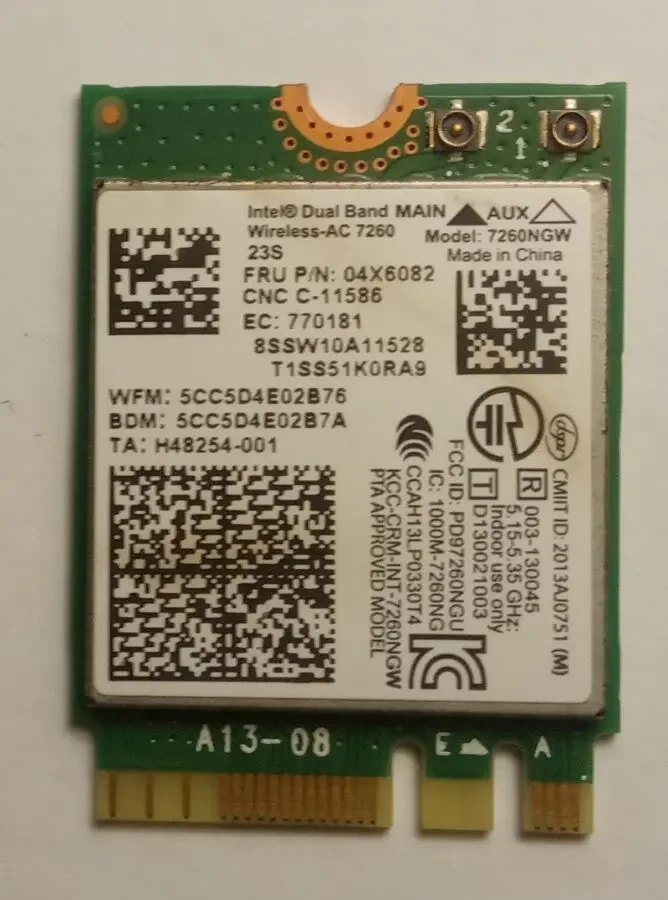 2
1
Intel® Dual Band
Wireless-AC 7260
MAIN AUX
Model: 7260NGW
Made in China
23S
FRU P/N: 04X6082
CNC C-11586
EC: 770181
8SSW10A11528
T1SS51K0RA9
WFM: 5CC5D4E02B76
BDM: 5CC5D4E02B7A
TA: H48254-001
CMIIT ID: 2013AJ0751 (M)
R 003-130045
5.15-5.35 GHz:
Indoor use only
T D130021003
FCC ID: PD97260NGU
IC: 1000M-7260NG
CCAH13LP0330T4
KCC-CRM-INT-7260NGW
PTA APPROVED MODEL
A13-08
E
A